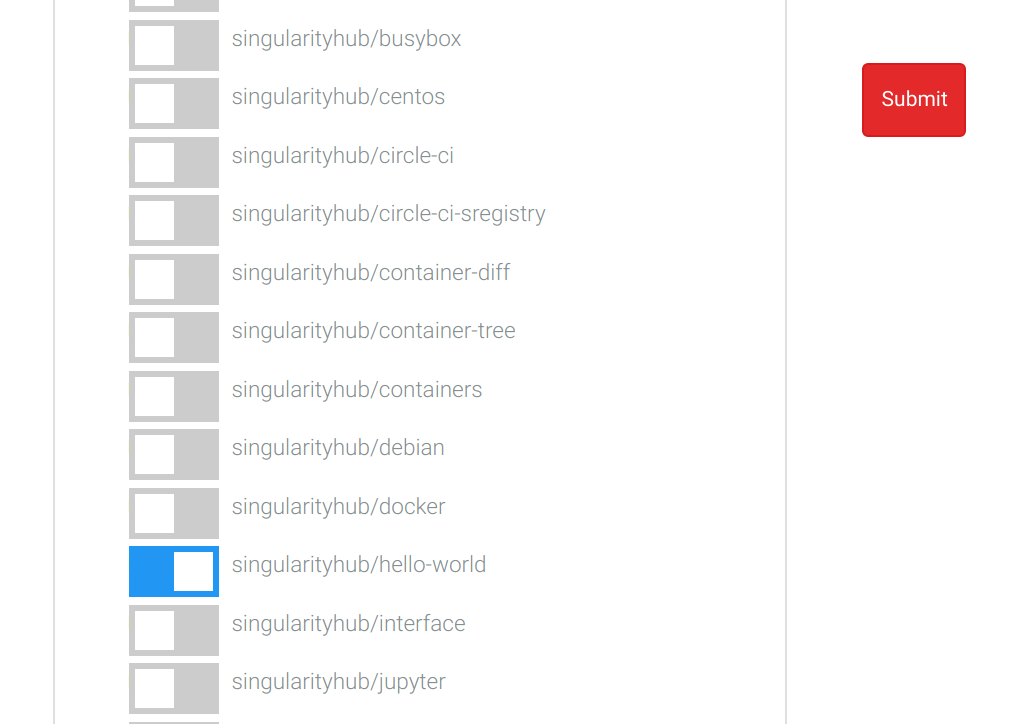 singularityhub/busybox
singularityhub/centos
Submit
singularityhub/circle-ci
singularityhub/circle-ci-sregistry
singularityhub/container-diff
singularityhub/container-tree
singularityhub/containers
singularityhub/debian
singularityhub/docker
singularityhub/hello-world
singularityhub/interface
singularityhub/jupyter